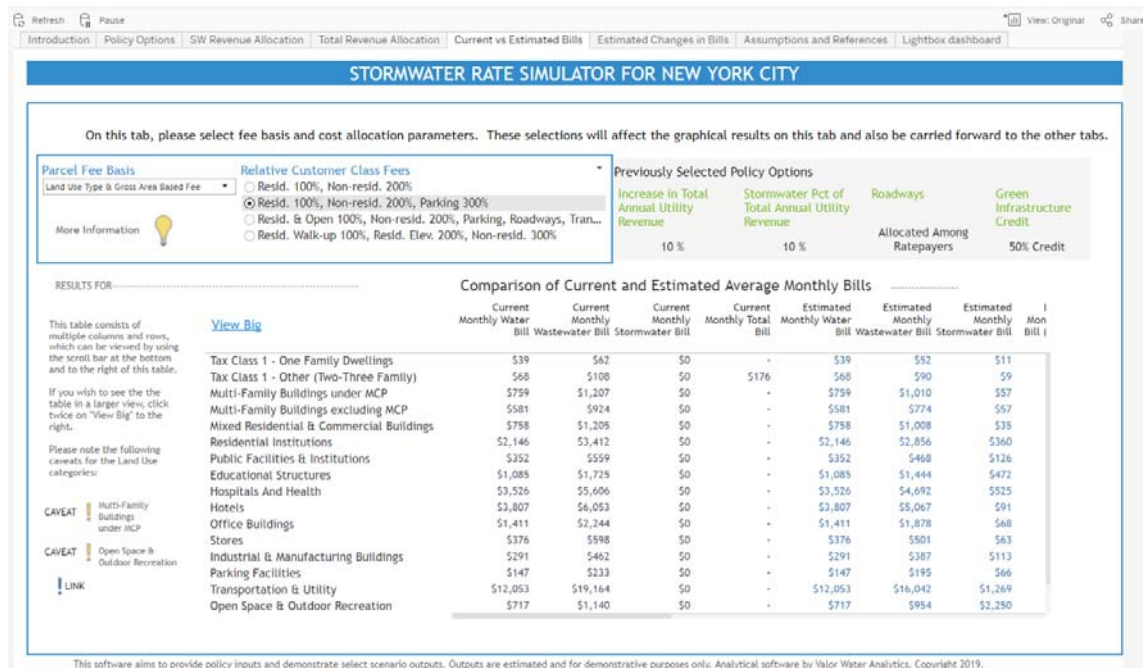 Refresh Pause View: Original Share
Introduction Policy Options SW Revenue Allocation Total Revenue Allocation Current vs Estimated Bills Estimated Changes in Bills Assumptions and References Lightbox dashboard
STORMWATER RATE SIMULATOR FOR NEW YORK CITY
On this tab, please select fee basis and cost allocation parameters. These selections will affect the graphical results on this tab and also be carried forward to the other tabs.
Parcel Fee Basis
Land Use Type & Gross Area Based Fee
More Information
Relative Customer Class Fees
Resid. 100%, Non-resid. 200%
Resid. 100%, Non-resid. 200%, Parking 300%
Resid. & Open 100%, Non-resid. 200%, Parking, Roadways, Tran...
Resid. Walk-up 100%, Resid. Elev. 200%, Non-resid. 300%
Previously Selected Policy Options
Increase in Total
Annual Utility
Revenue
10 %
Stormwater Pct of
Total Annual Utility
Revenue
10 %
Roadways
Allocated Among
Ratepayers
Green
Infrastructure
Credit
50% Credit
RESULTS FOR
This table consists of
multiple columns and rows,
which can be viewed by using
the scroll bar at the bottom
and to the right of this table.
If you wish to see the the
table in a larger view, click
twice on "View Big" to the
right.
Please note the following
caveats for the Land Use
categories:
CAVEAT Multi-Family
Buildings
under MCP
CAVEAT Open Space &
Outdoor Recreation
LINK
Comparison of Current and Estimated Average Monthly Bills
View Big
Current Current Current Current Estimated Estimated Estimated
Monthly Water Monthly Monthly Monthly Total Monthly Water Monthly Monthly Mon
Bill Wastewater Bill Stormwater Bill Bill Bill Wastewater Bill Stormwater Bill Bill (
Tax Class 1 - One Family Dwellings $39 $62 $0 - $39 $52 $11
Tax Class 1 - Other (Two-Three Family) $68 $108 $0 $176 $68 $90 $9
Multi-Family Buildings under MCP $759 $1,207 $0 - $759 $1,010 $57
Multi-Family Buildings excluding MCP $581 $924 $0 - $581 $774 $57
Mixed Residential & Commercial Buildings $758 $1,205 $0 - $758 $1,008 $35
Residential Institutions $2,146 $3,412 $0 - $2,146 $2,856 $360
Public Facilities & Institutions $352 $559 $0 - $352 $468 $126
Educational Structures $1,085 $1,725 $0 - $1,085 $1,444 $472
Hospitals And Health $3,526 $5,606 $0 - $3,526 $4,692 $525
Hotels $3,807 $6,053 $0 - $3,807 $5,067 $91
Office Buildings $1,411 $2,244 $0 - $1,411 $1,878 $68
Stores $376 $598 $0 - $376 $501 $63
Industrial & Manufacturing Buildings $291 $462 $0 - $291 $387 $113
Parking Facilities $147 $233 $0 - $147 $195 $66
Transportation & Utility $12,053 $19,164 $0 - $12,053 $16,042 $1,269
Open Space & Outdoor Recreation $717 $1,140 $0 - $717 $954 $2,250
This software aims to provide policy inputs and demonstrate select scenario outputs. Outputs are estimated and for demonstrative purposes only. Analytical software by Valor Water Analytics. Copyright 2019.